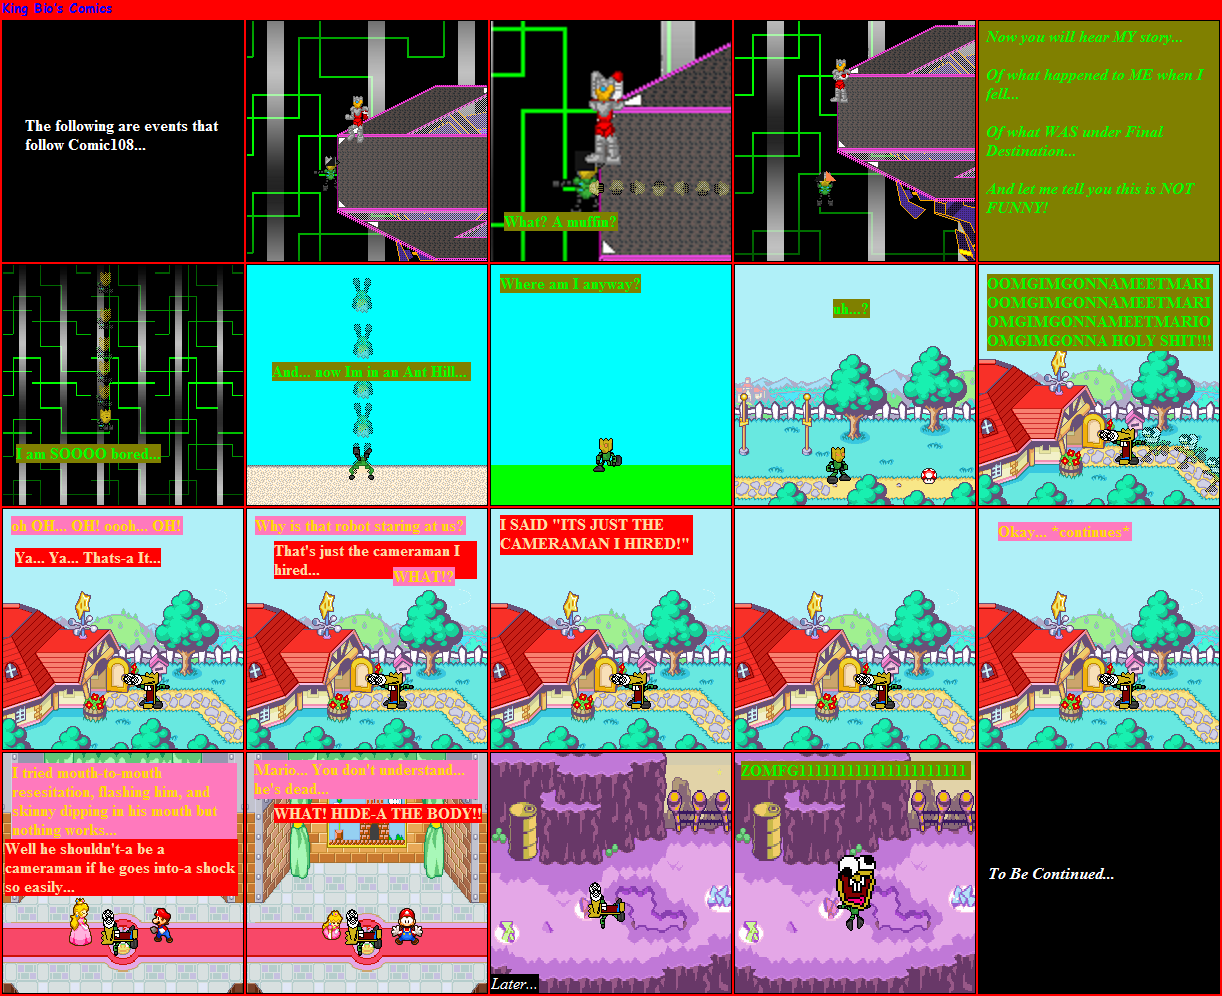 King Bio's Comics
The following are events that
follow Comic108...
What? A muffin?
Now you will hear MY story...
Of what happened to ME when I
fell...
Of what WAS under Final
Destination...
And let me tell you this is NOT
FUNNY!
I am SOOOO bored...
And... now Im in an Ant Hill...
Where am I anyway?
uh...?
OOMGIMGONNAMEETMARI
OOMGIMGONNAMEETMARI
OMGIMGONNAMEETMARIO
OMGIMGONNA HOLY SHIT!!!
oh OH... OH! oooh... OH!
Ya... Ya... Thats-a It...
Why is that robot staring at us?
That's just the cameraman I
hired...
WHAT!?
I SAID "ITS JUST THE
CAMERAMAN I HIRED!"
Okay... *continues*
I tried mouth-to-mouth
resesitation, flashing him, and
skinny dipping in his mouth but
nothing works...
Well he shouldn't-a be a
cameraman if he goes into-a shock
so easily...
Mario... You don't understand...
he's dead...
WHAT! HIDE-A THE BODY!!
Later...
ZOMFG1111111111111111111111
To Be Continued...